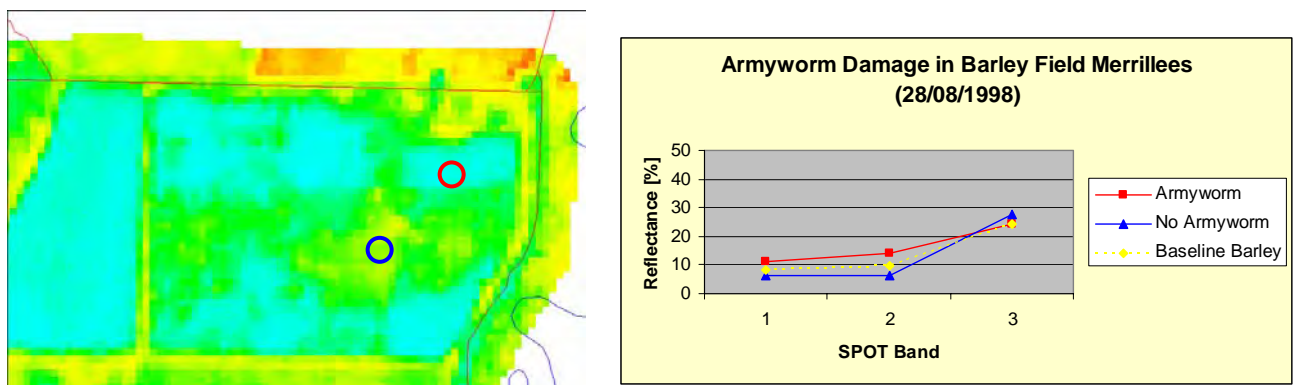 Armyworm Damage in Barley Field Merrillees
(28/08/1998)
50
40
30
20
10
0
Reflectance [%]
1 2 3
SPOT Band
Armyworm
No Armyworm
Baseline Barley